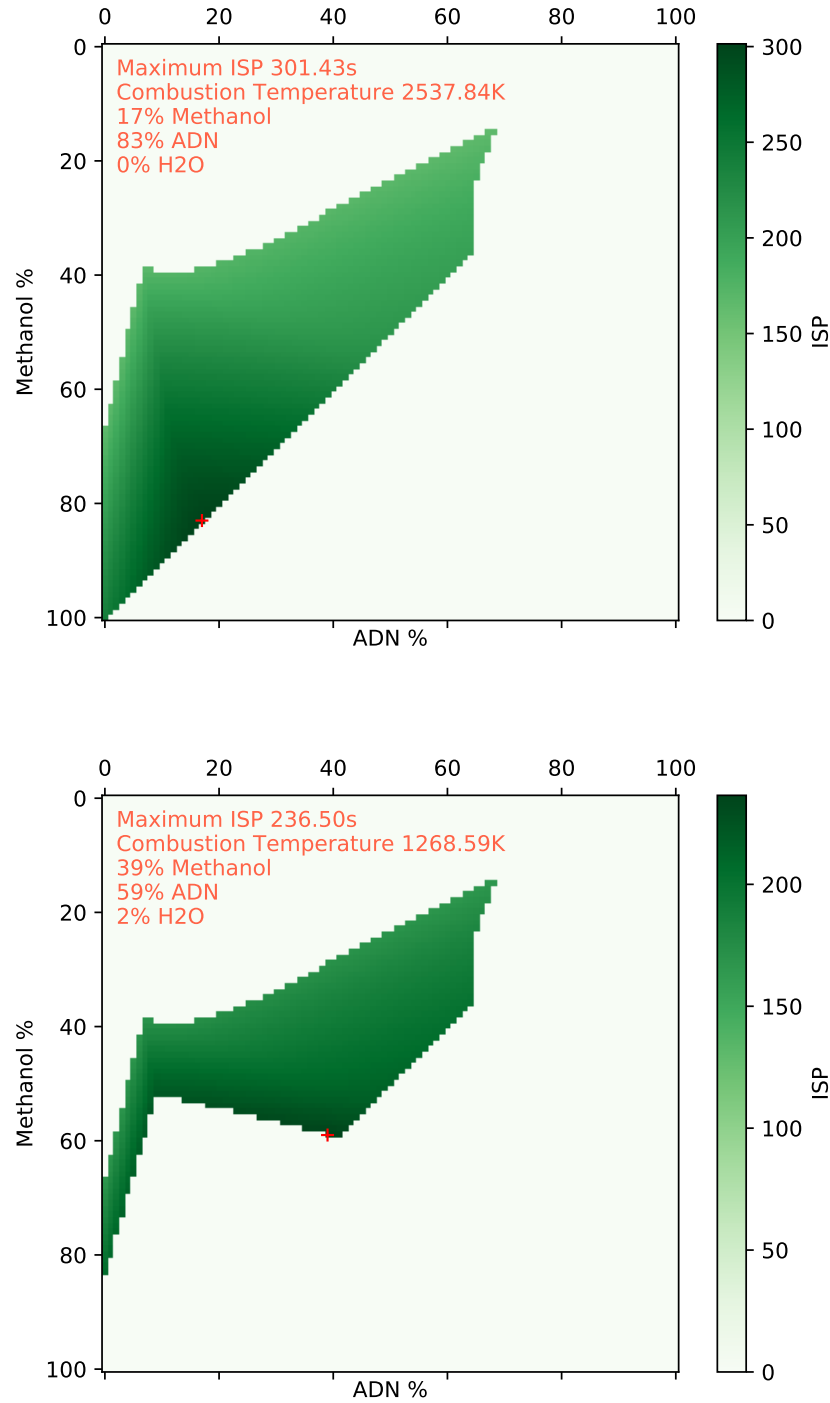 0 20 40 60 80 100
0
20
40
60
80
100
Methanol %
Maximum ISP 301.43s
Combustion Temperature 2537.84K
17% Methanol
83% ADN
0% H2O
ADN %
300
250
200
150
100
50
0
ISP
0 20 40 60 80 100
0
20
40
60
80
100
Methanol %
Maximum ISP 236.50s
Combustion Temperature 1268.59K
39% Methanol
59% ADN
2% H2O
ADN %
200
150
100
50
0
ISP